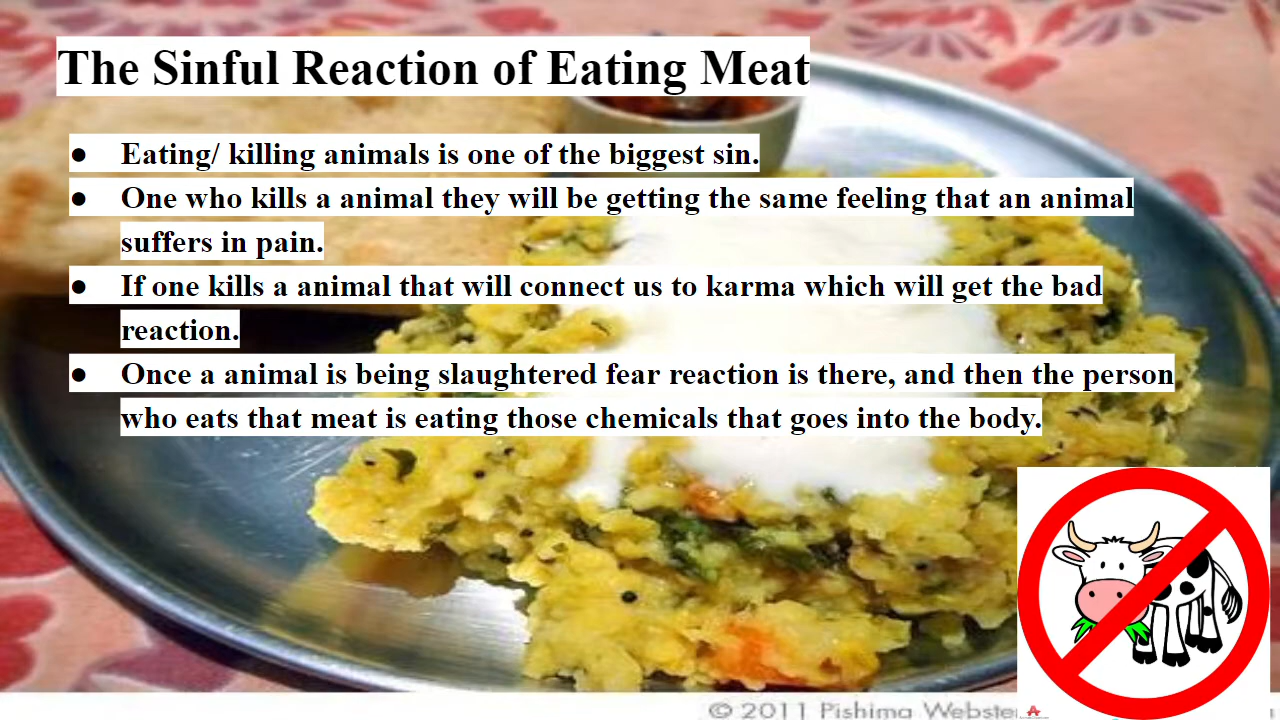 The Sinful Reaction of Eating Meat
● Eating/ killing animals is one of the biggest sin.
● One who kills a animal they will be getting the same feeling that an animal
suffers in pain.
● If one kills a animal that will connect us to karma which will get the bad
reaction.
● Once a animal is being slaughtered fear reaction is there, and then the person
who eats that meat is eating those chemicals that goes into the body.
© 2011 Pishima